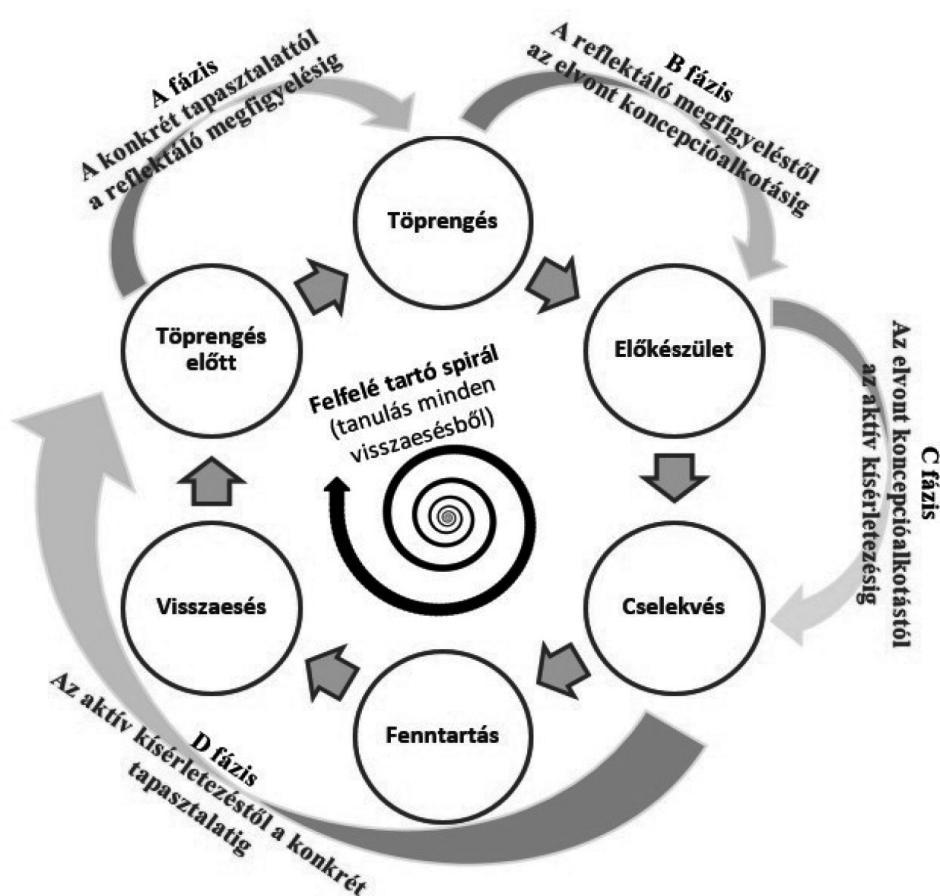 A fázis
A konkrét tapasztalattól
a reflektáló megfigyelésig
B fázis
A reflektáló megfigyeléstől
az elvont koncepcióalkotásig
Töprengés
Töprengés
előtt
Előkészület
Felfelé tartó spirál
(tanulás minden
visszaesésből)
C fázis
Az elvont koncepcióalkotástól
az aktív kísérletezésig
Visszaesés
Cselekvés
Fenntartás
D fázis
Az aktív kísérletezéstől a konkrét
tapasztalatig